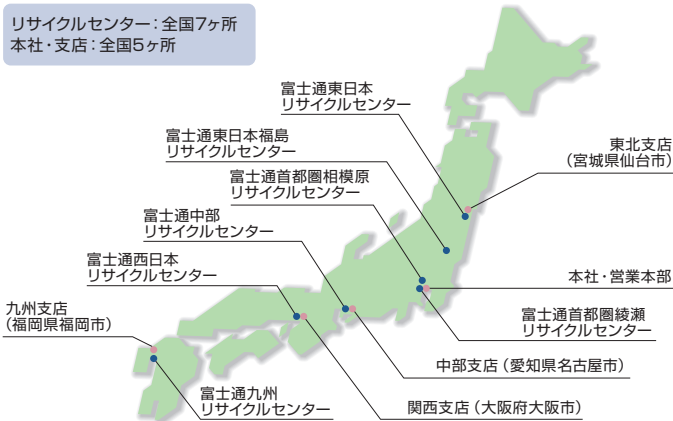 リサイクルセンター：全国7ヶ所
本社・支店：全国5ヶ所
富士通東日本
リサイクルセンター
富士通東日本福島
リサイクルセンター
東北支店
（宮城県仙台市）
富士通首都圏相模原
リサイクルセンター
富士通中部
リサイクルセンター
富士通西日本
リサイクルセンター
本社・営業本部
九州支店
（福岡県福岡市）
富士通首都圏綾瀬
リサイクルセンター
中部支店（愛知県名古屋市）
富士通九州
リサイクルセンター
関西支店（大阪府大阪市）